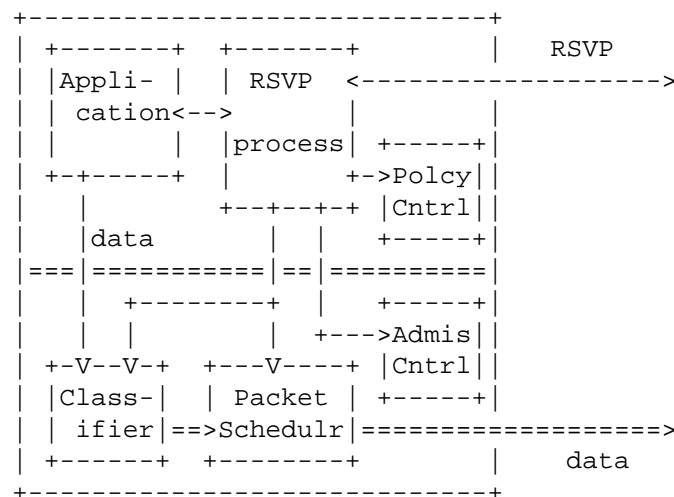 RSVP
Appli- RSVP
cation
process
Polcy
Cntrl
data
Admis
Cntrl
Class- Packet
ifier Schedulr
data